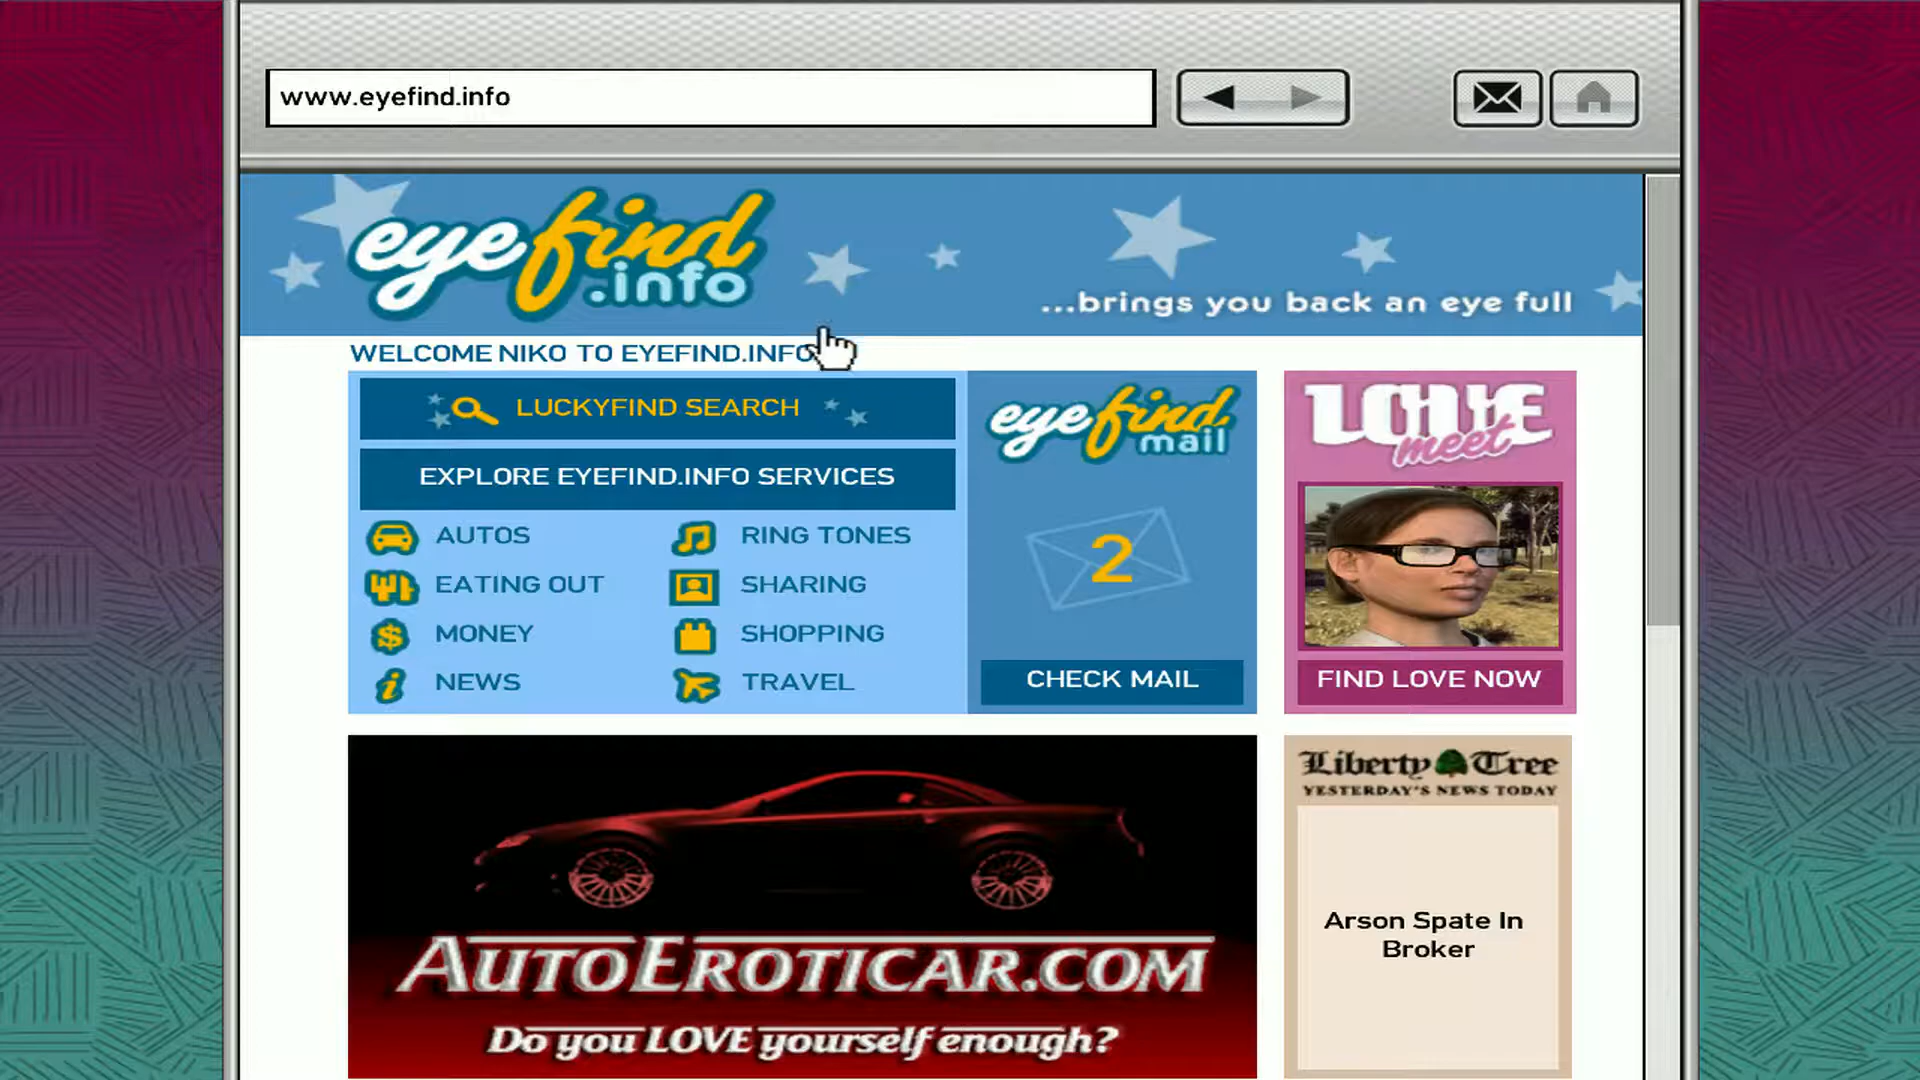 www.eyefind.info
eyefind
.info
...brings you back an eye full
WELCOME NIKO TO EYEFIND.INFO
LUCKYFIND SEARCH
EXPLORE EYEFIND.INFO SERVICES
AUTOS
RING TONES
EATING OUT
SHARING
MONEY
SHOPPING
NEWS
TRAVEL
eyefind
mail
2
CHECK MAIL
LOVE
meet
FIND LOVE NOW
AUTOEROTICAR.COM
Do you LOVE yourself enough?
Liberty Tree
YESTERDAY'S NEWS TODAY
Arson Spate In
Broker